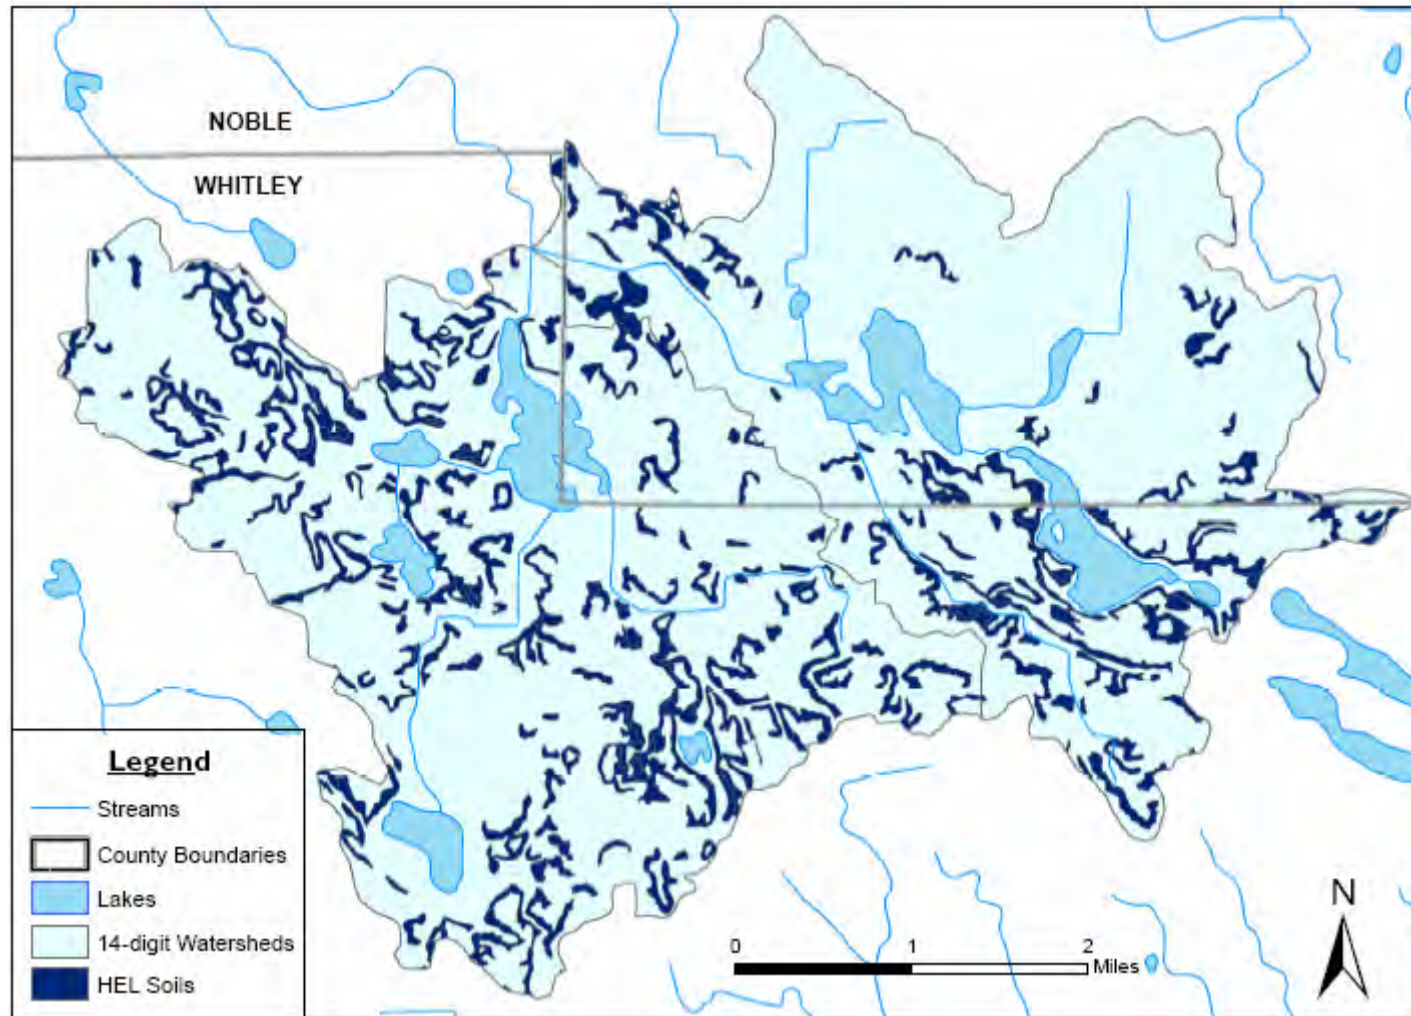 NOBLE
WHITLEY
Legend
Streams
County Boundaries
Lakes
14-digit Watersheds
HEL Soils
0 1 2
Miles
N